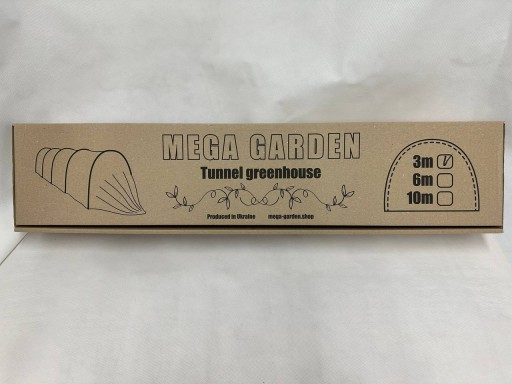 MEGA GARDEN
Tunnel greenhouse
Produced in Ukraine mega-garden.shop
3m
6m
10m